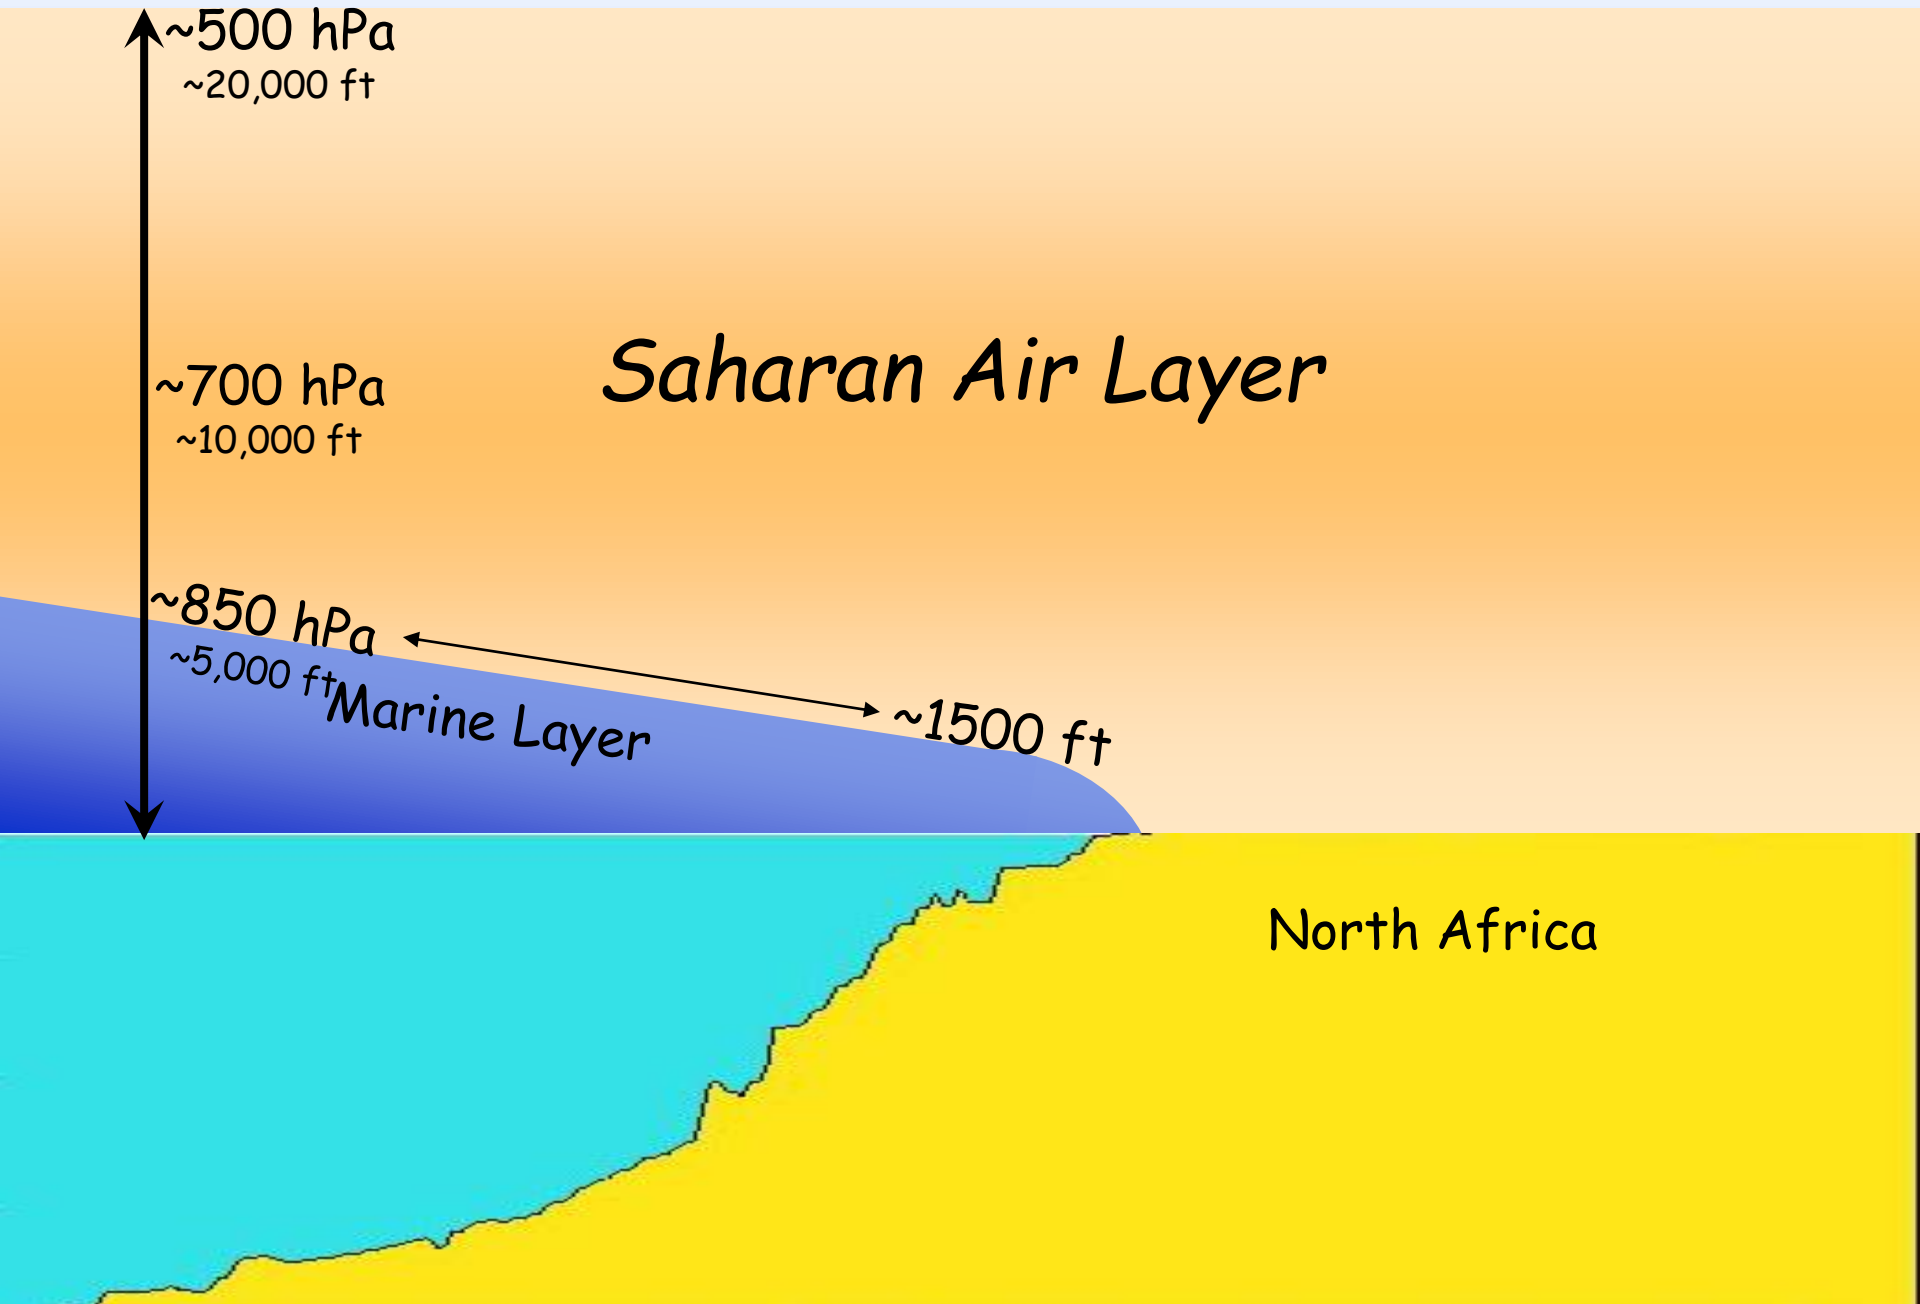 ~500 hPa
~20,000 ft
Saharan Air Layer
~700 hPa
~10,000 ft
~850 hPa
~5,000 ft
Marine Layer
~1500 ft
North Africa